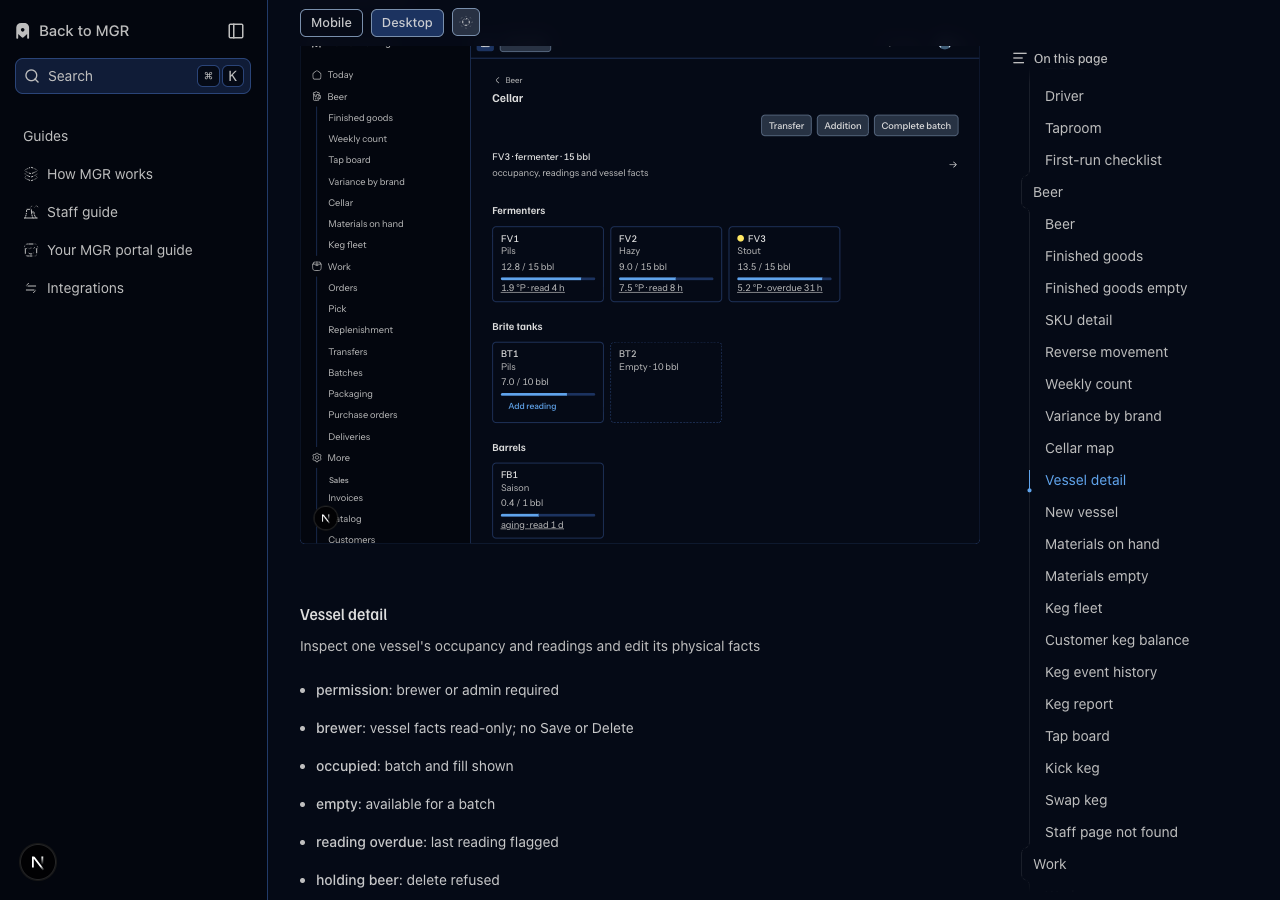 Back to MGR
Search
⌘ K
Guides
How MGR works
Staff guide
Your MGR portal guide
Integrations
N
Mobile
Desktop
Today
Beer
Finished goods
Weekly count
Tap board
Variance by brand
Cellar
Materials on hand
Keg fleet
Work
Orders
Pick
Replenishment
Transfers
Batches
Packaging
Purchase orders
Deliveries
More
Sales
Invoices
N
Customers
Beer
Cellar
Transfer
Addition
Complete batch
FV3 · fermenter · 15 bbl
occupancy, readings and vessel facts
→
Fermenters
FV1
Pils
12.8 / 15 bbl
1.9 °P · read 4 h
FV2
Hazy
9.0 / 15 bbl
7.5 °P · read 8 h
FV3
Stout
13.5 / 15 bbl
5.2 °P · overdue 31 h
Brite tanks
BT1
Pils
7.0 / 10 bbl
Add reading
BT2
Empty · 10 bbl
Barrels
FB1
Saison
0.4 / 1 bbl
aging · read 1 d
Vessel detail
Inspect one vessel's occupancy and readings and edit its physical facts
• permission: brewer or admin required
• brewer: vessel facts read-only; no Save or Delete
• occupied: batch and fill shown
• empty: available for a batch
• reading overdue: last reading flagged
• holding beer: delete refused
On this page
Driver
Taproom
First-run checklist
Beer
Beer
Finished goods
Finished goods empty
SKU detail
Reverse movement
Weekly count
Variance by brand
Cellar map
Vessel detail
New vessel
Materials on hand
Materials empty
Keg fleet
Customer keg balance
Keg event history
Keg report
Tap board
Kick keg
Swap keg
Staff page not found
Work